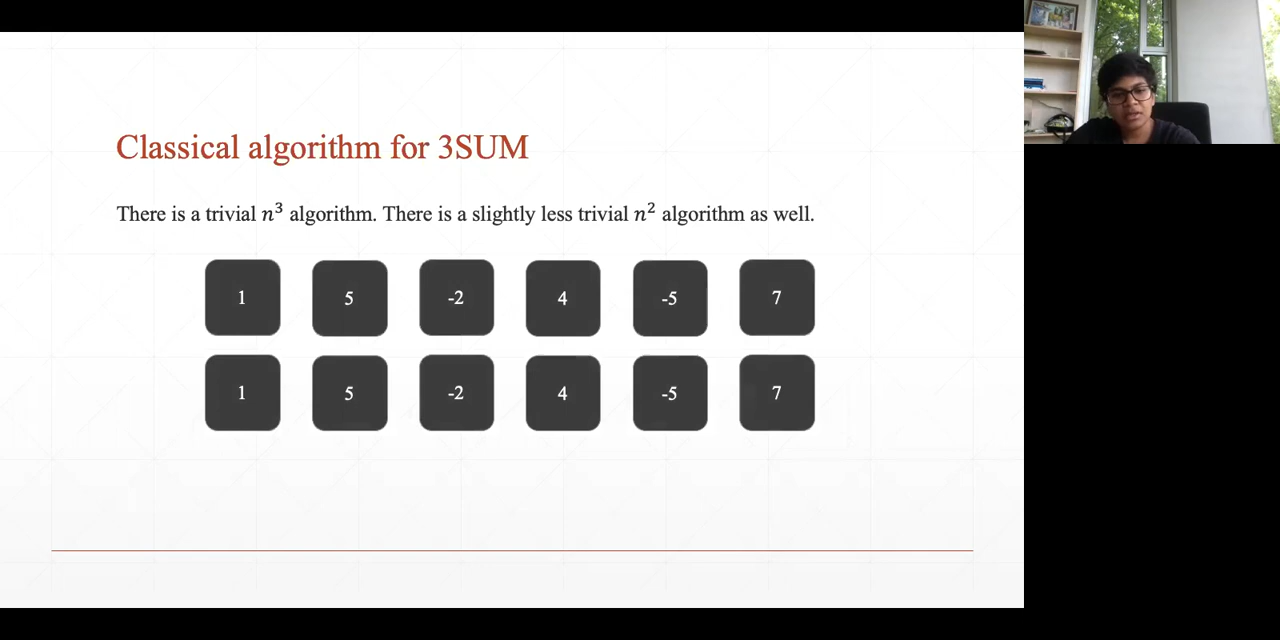 Classical algorithm for 3SUM
There is a trivial n³ algorithm. There is a slightly less trivial n² algorithm as well.
1 5 -2 4 -5 7
1 5 -2 4 -5 7